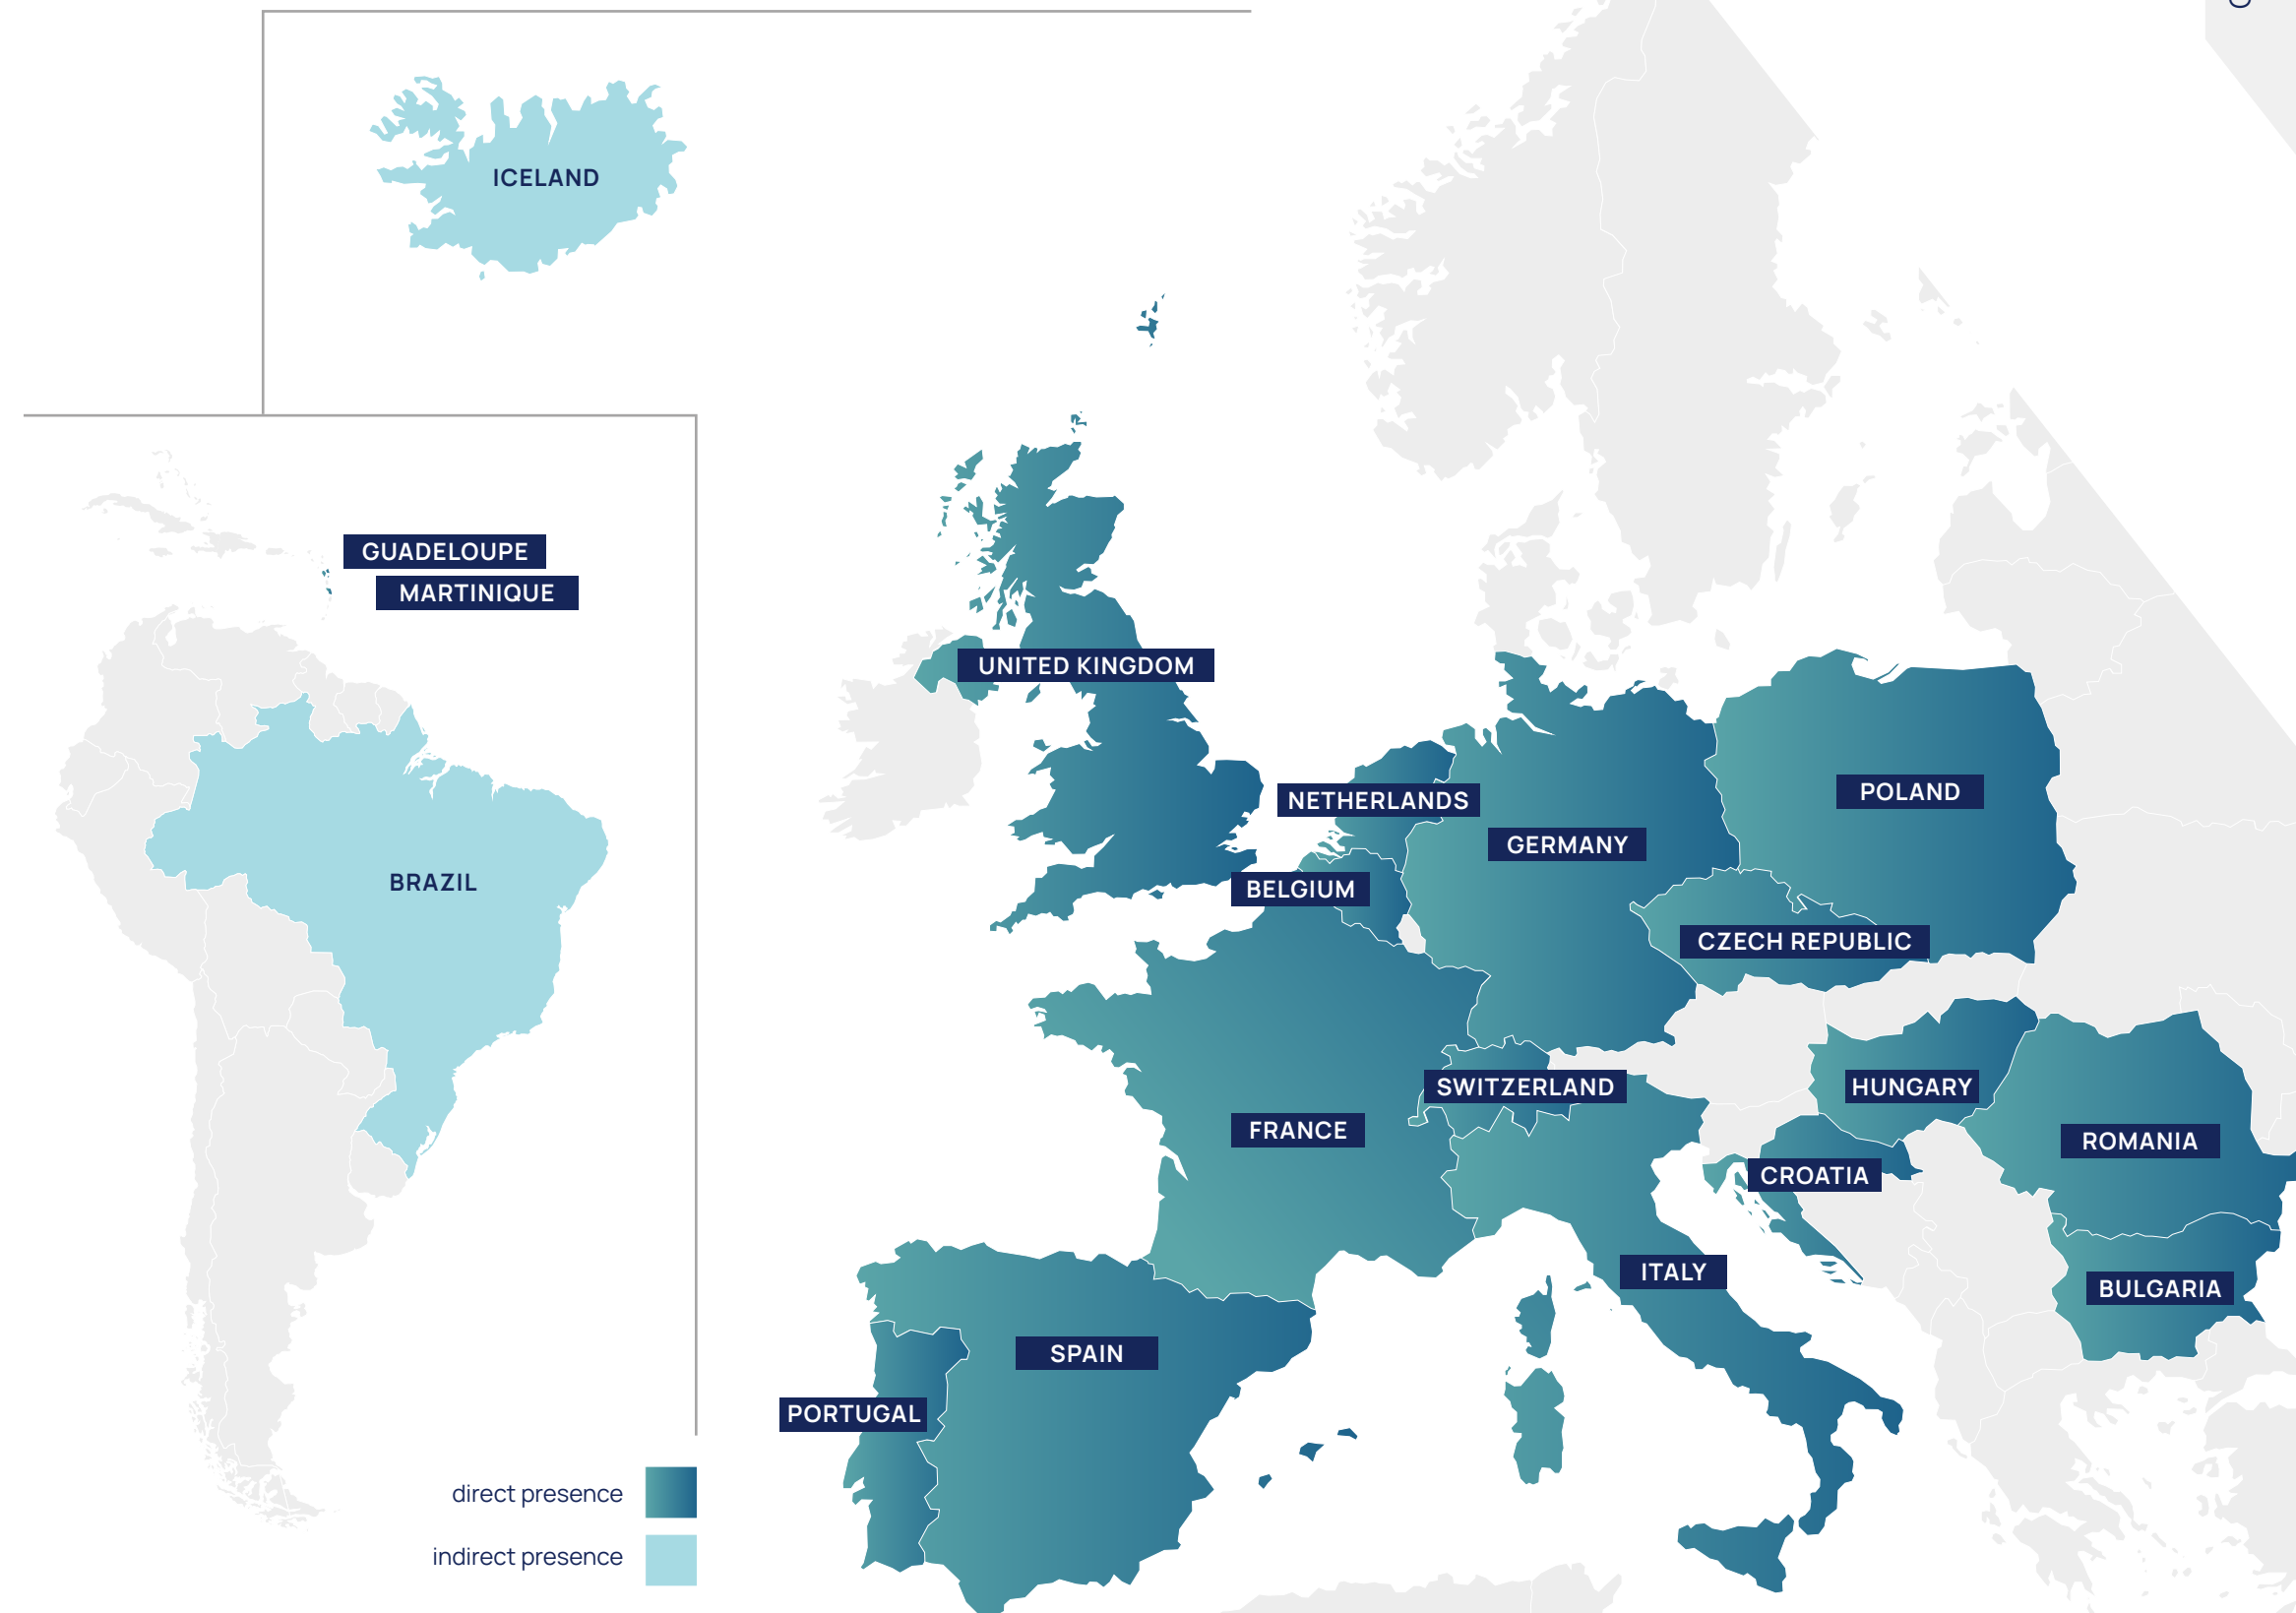 ICELAND
GUADELOUPE
MARTINIQUE
UNITED KINGDOM
NETHERLANDS
POLAND
GERMANY
BRAZIL
BELGIUM
CZECH REPUBLIC
SWITZERLAND
HUNGARY
FRANCE
ROMANIA
CROATIA
ITALY
BULGARIA
SPAIN
PORTUGAL
direct presence
indirect presence